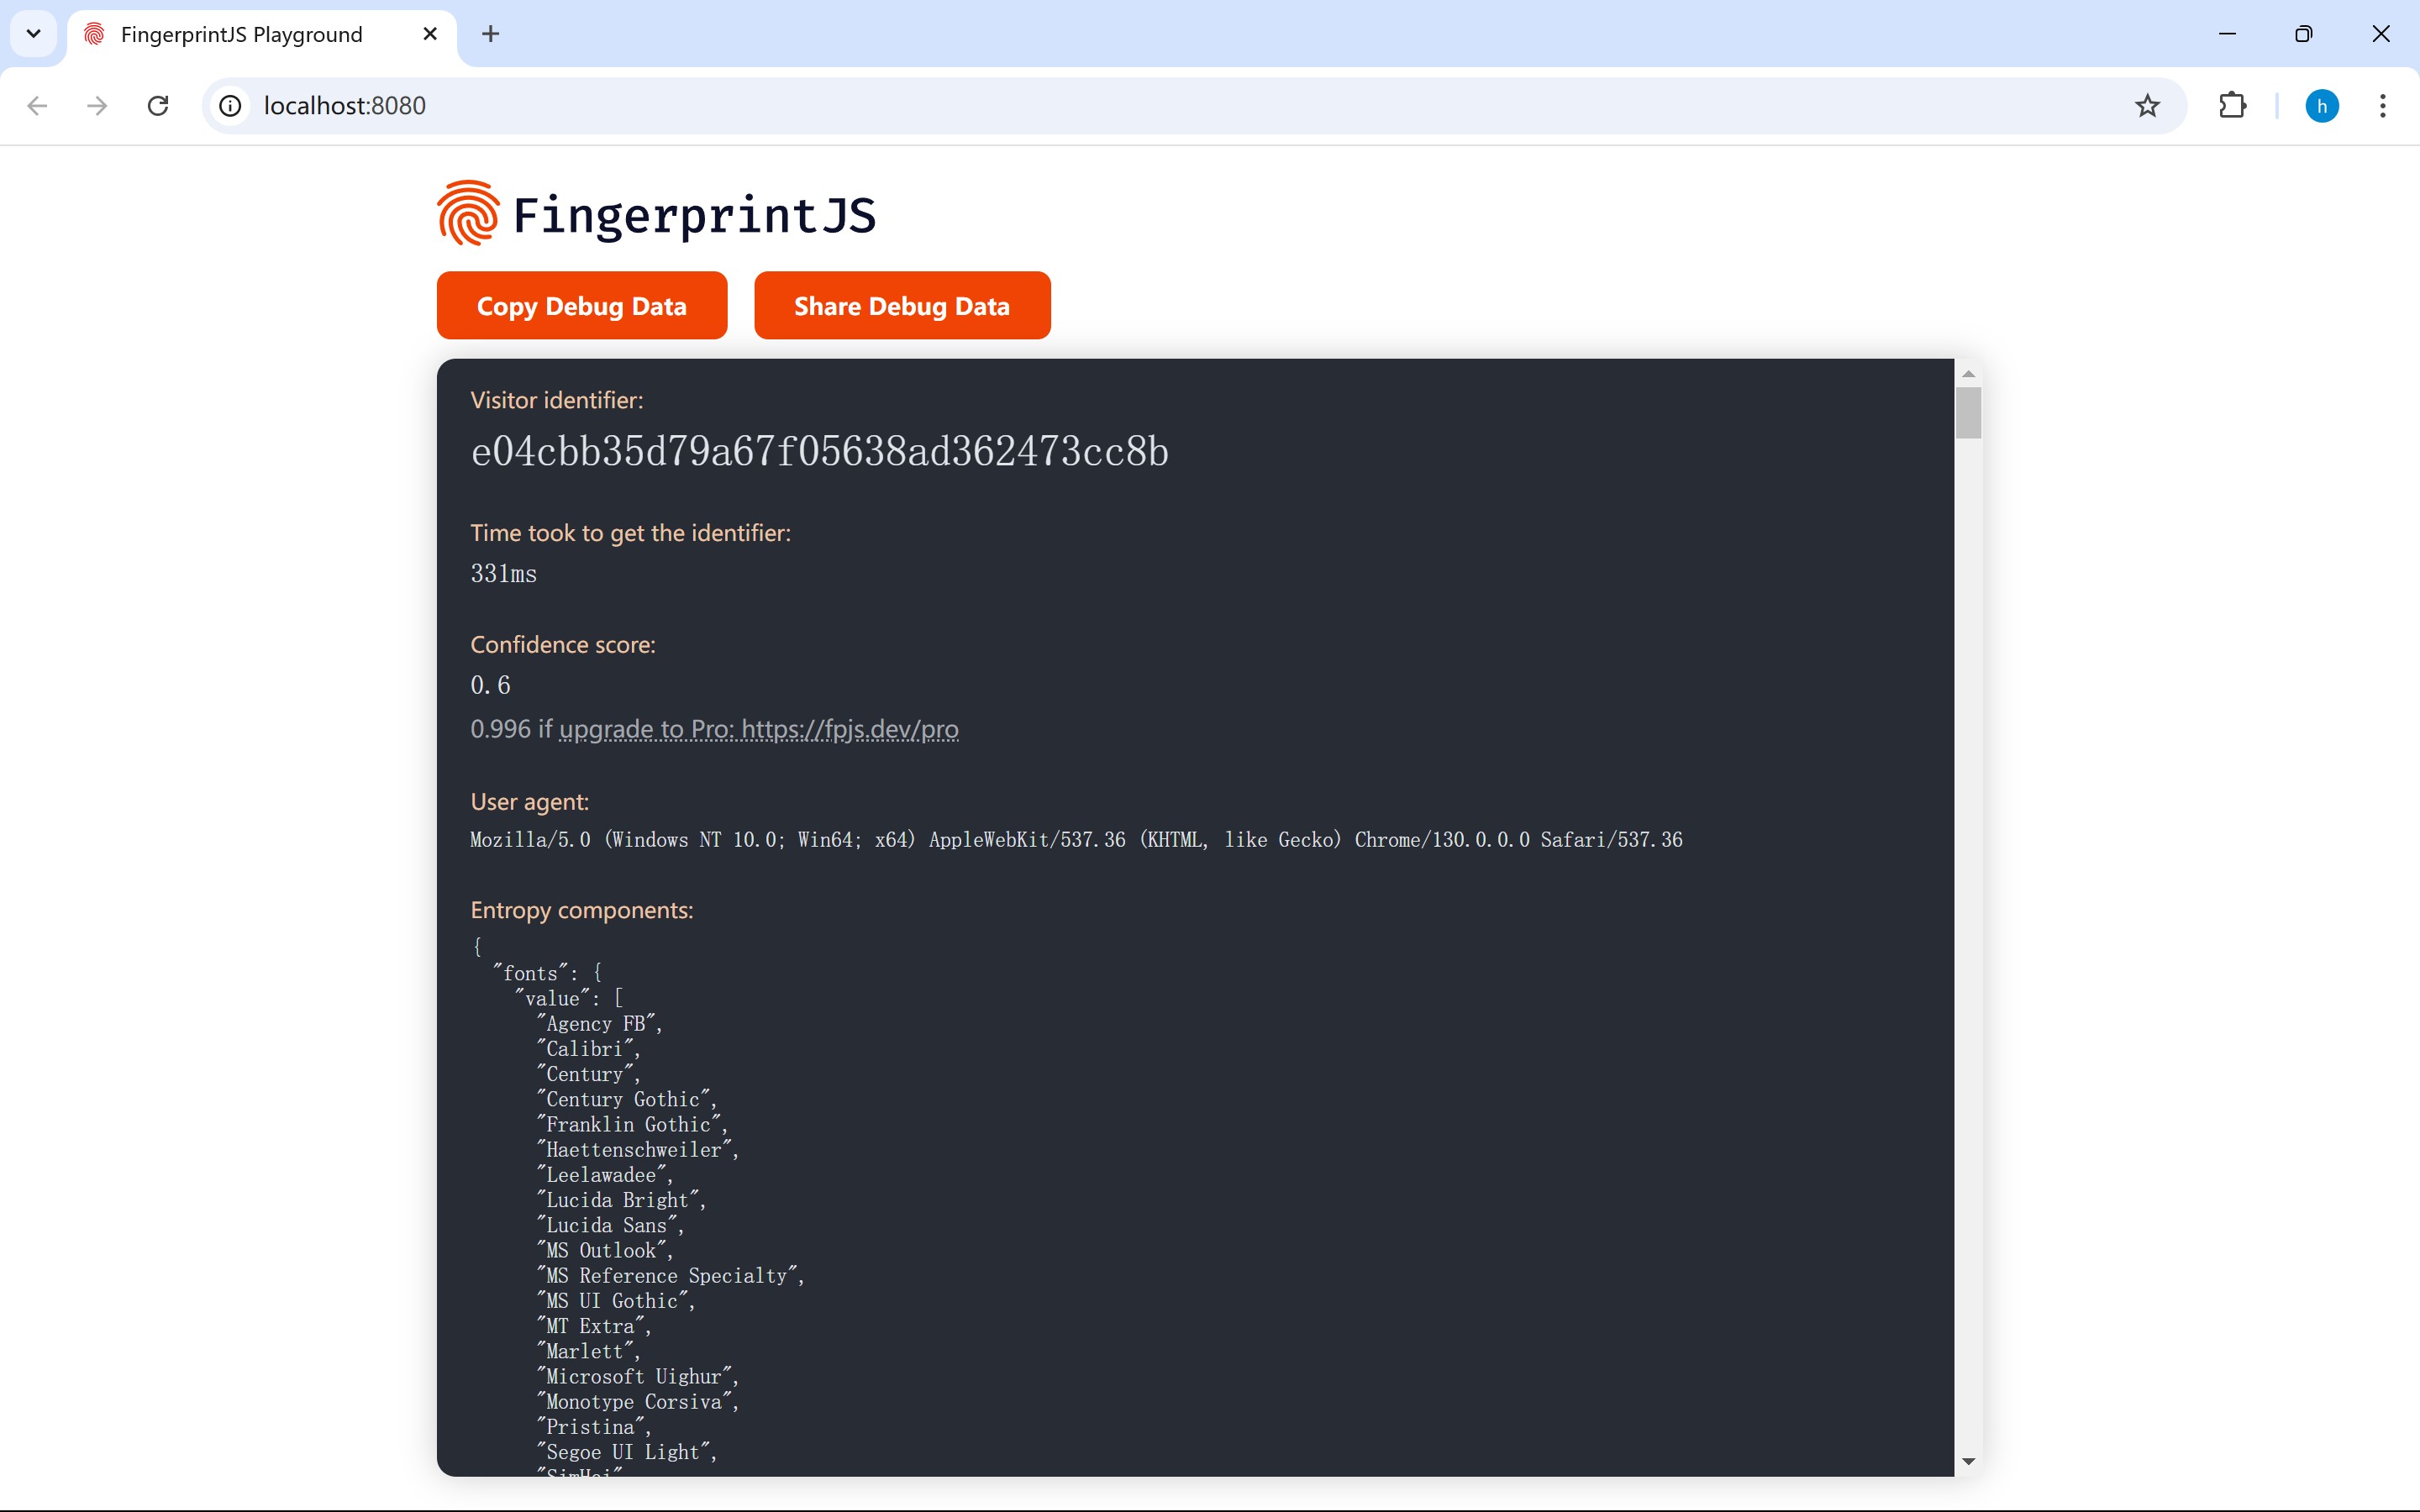 FingerprintJS Playground
localhost:8080
h
FingerprintJS
Copy Debug Data
Share Debug Data
Visitor identifier:
e04cbb35d79a67f05638ad362473cc8b
Time took to get the identifier:
331ms
Confidence score:
0.6
0.996 if upgrade to Pro: https://fpjs.dev/pro
User agent:
Mozilla/5.0 (Windows NT 10.0; Win64; x64) AppleWebKit/537.36 (KHTML, like Gecko) Chrome/130.0.0.0 Safari/537.36
Entropy components:
{
"fonts": {
"value": [
"Agency FB",
"Calibri",
"Century",
"Century Gothic",
"Franklin Gothic",
"Haettenschweiler",
"Leelawadee",
"Lucida Bright",
"Lucida Sans",
"MS Outlook",
"MS Reference Specialty",
"MS UI Gothic",
"MT Extra",
"Marlett",
"Microsoft Uighur",
"Monotype Corsiva",
"Pristina",
"Segoe UI Light",